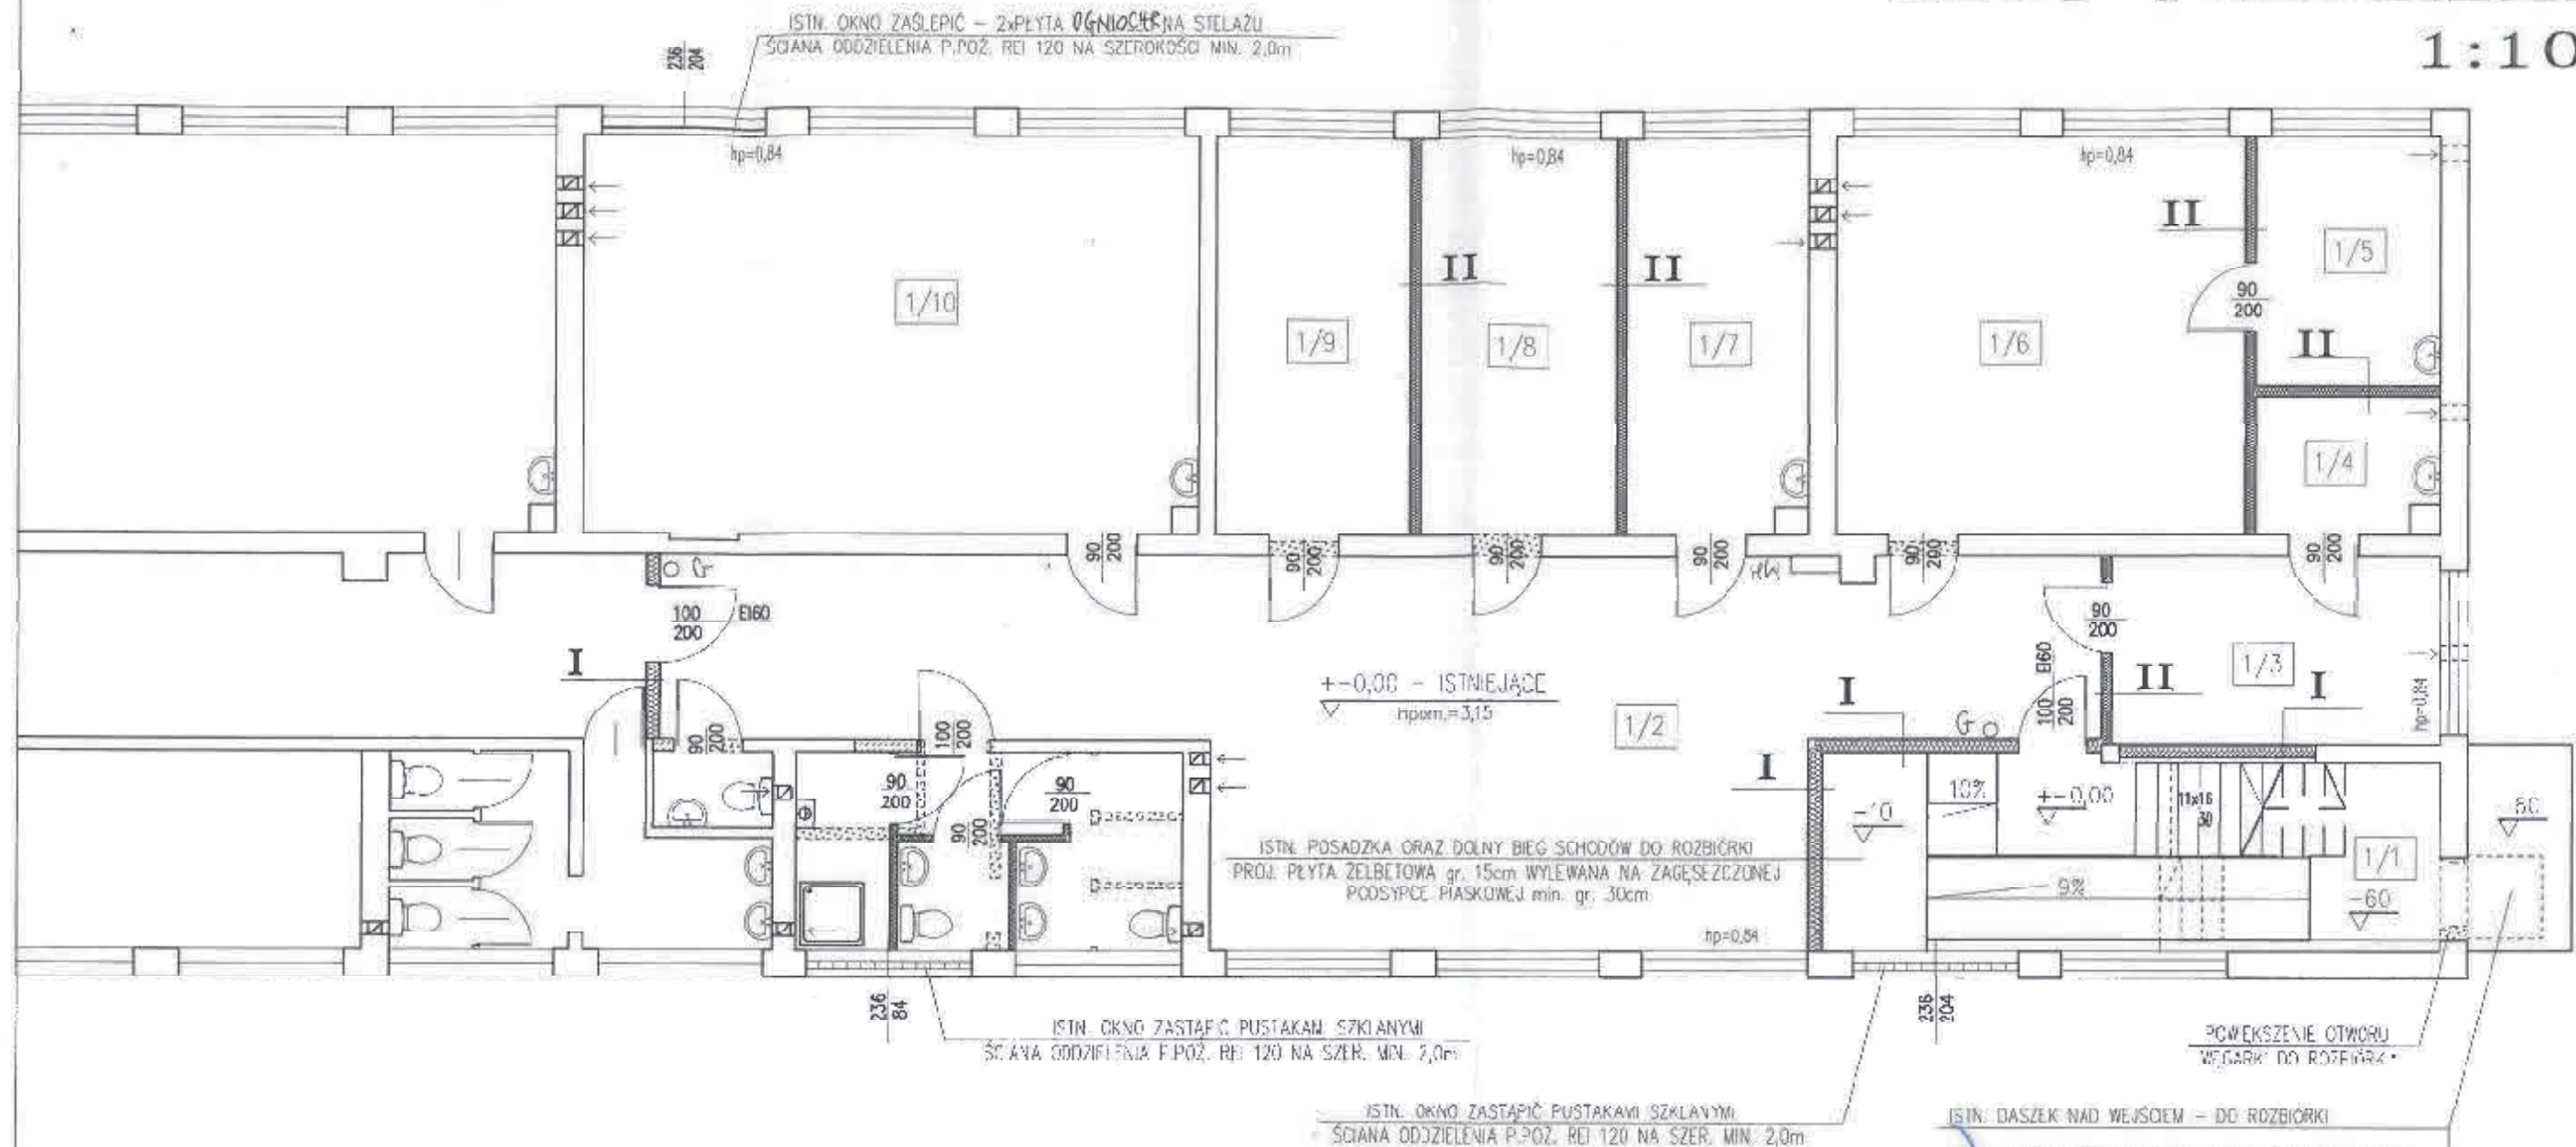 ISTN. OKNO ZAŚLEPIĆ – 2xPŁYTA OGNIOCHR NA STELAŻU
ŚCIANA ODDZIELENIA P.POŻ. REI 120 NA SZEROKOŚCI MIN. 2,0m
1:10
236
204
hp=0,84
hp=0,84
hp=0,84
II
II
II
II
1/10
1/9
1/8
1/7
1/6
1/5
1/4
90
200
90
200
90
200
90
200
90
200
90
200
90
200
G
100
200
EI60
I
90
200
100
200
+-0,00 – ISTNIEJĄCE
Hpom.=3,15
1/2
I
G
EI60
100
200
90
200
II
1/3
I
hp=0,84
90
200
90
200
90
200
I
-10
10%
+-0,00
11x16
30
1/1
-60
-60
9%
ISTN. POSADZKA ORAZ DOLNY BIEG SCHODÓW DO ROZBIÓRKI
PROJ. PŁYTA ŻELBETOWA gr. 15cm WYLEWANA NA ZAGĘSZCZONEJ
PODSYPCE PIASKOWEJ min. gr. 30cm
hp=0,84
236
84
236
204
ISTN. OKNO ZASTĄPIĆ PUSTAKAMI SZKLANYMI
ŚCIANA ODDZIELENIA P.POŻ. REI 120 NA SZER. MIN. 2,0m
POWĘKSZENIE OTWORU
WĘGARKI DO ROZBIÓRKI
ISTN. OKNO ZASTĄPIĆ PUSTAKAMI SZKLANYMI
ŚCIANA ODDZIELENIA P.POŻ. REI 120 NA SZER. MIN. 2,0m
ISTN. DASZEK NAD WEJŚCIEM – DO ROZBIÓRKI